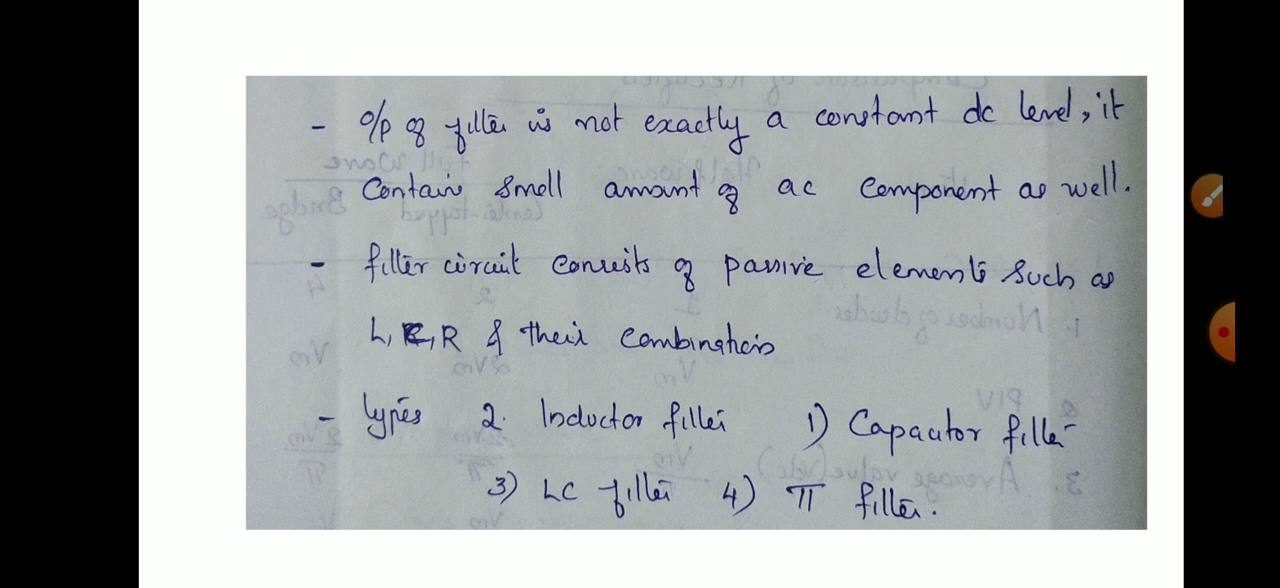 - o/p of filter is not exactly a constant dc level, it
Contain small amount of ac component as well.
- filter circuit consists of passive elements such as
L, C, R & their combinations
- types 2. Inductor filter 1) Capacitor filter
3) LC filter 4) π filter.